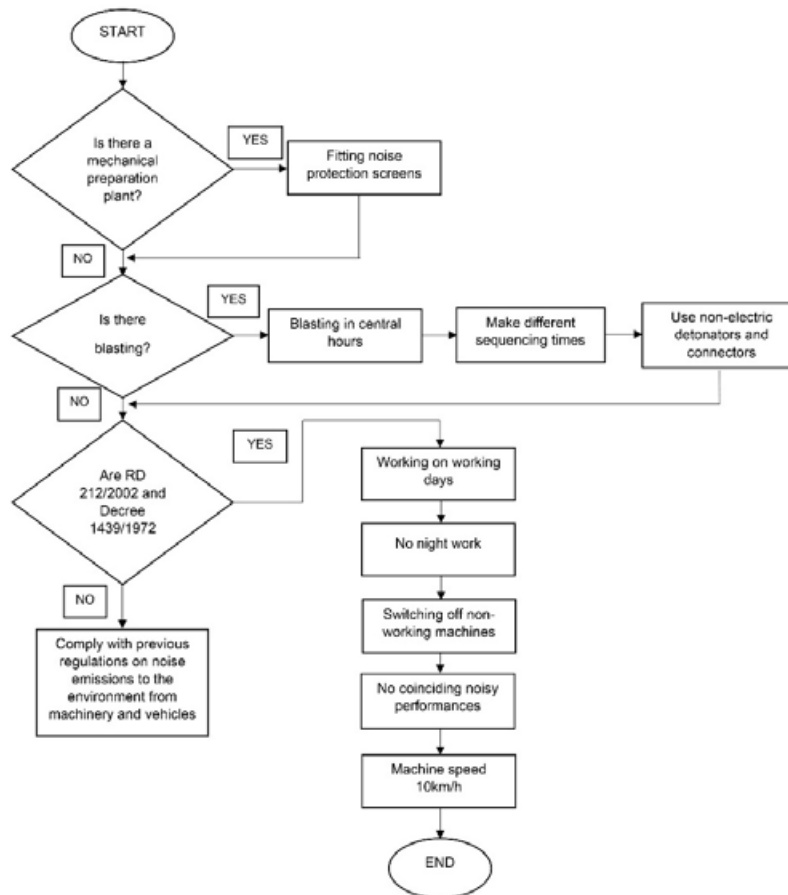 START
Is there a
mechanical
preparation
plant?
YES
Fitting noise
protection screens
NO
Is there
blasting?
YES
Blasting in central
hours
Make different
sequencing times
Use non-electric
detonators and
connectors
NO
Are RD
212/2002 and
Decree
1439/1972
YES
Working on working
days
No night work
NO
Comply with previous
regulations on noise
emissions to the
environment from
machinery and vehicles
Switching off non-
working machines
No coinciding noisy
performances
Machine speed
10km/h
END